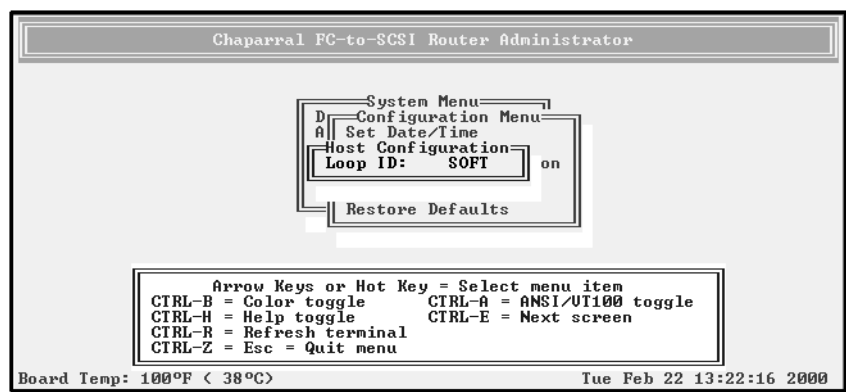 Chaparral FC-to-SCSI Router Administrator
System Menu
D
Configuration Menu
A
Set Date/Time
Host Configuration
Loop ID: SOFT
on
Restore Defaults
Arrow Keys or Hot Key = Select menu item
CTRL-B = Color toggle CTRL-A = ANSI/VT100 toggle
CTRL-H = Help toggle CTRL-E = Next screen
CTRL-R = Refresh terminal
CTRL-Z = Esc = Quit menu
Board Temp: 100ºF ( 38ºC) Tue Feb 22 13:22:16 2000